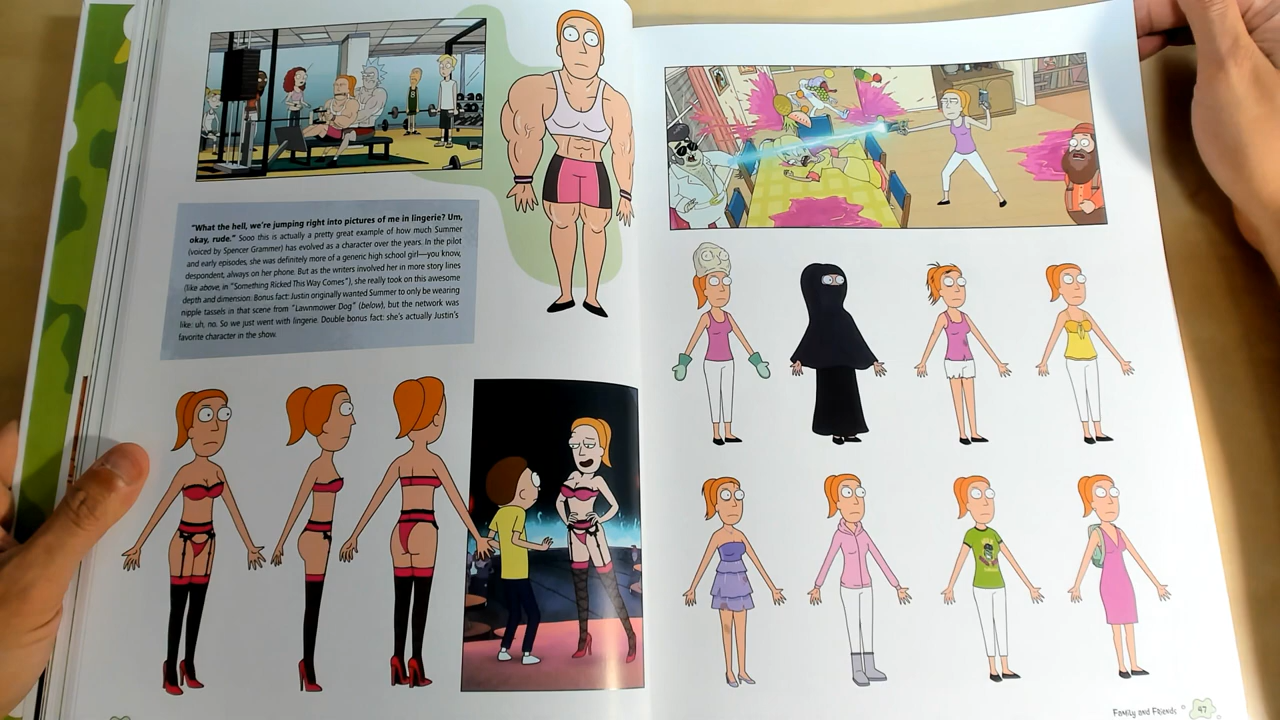 "What the hell, we're jumping right into pictures of me in lingerie? Um,
okay, rude." Sooo this is actually a pretty great example of how much Summer
(voiced by Spencer Grammer) has evolved as a character over the years. In the pilot
and early episodes, she was definitely more of a generic high school girl—you know,
despondent, always on her phone. But as the writers involved her in more story lines
(like above, in "Something Ricked This Way Comes"), she really took on this awesome
depth and dimension. Bonus fact: Justin originally wanted Summer to only be wearing
nipple tassels in that scene from "Lawnmower Dog" (below), but the network was
like: uh, no. So we just went with lingerie. Double bonus fact: she's actually Justin's
favorite character in the show.
Family and Friends
47